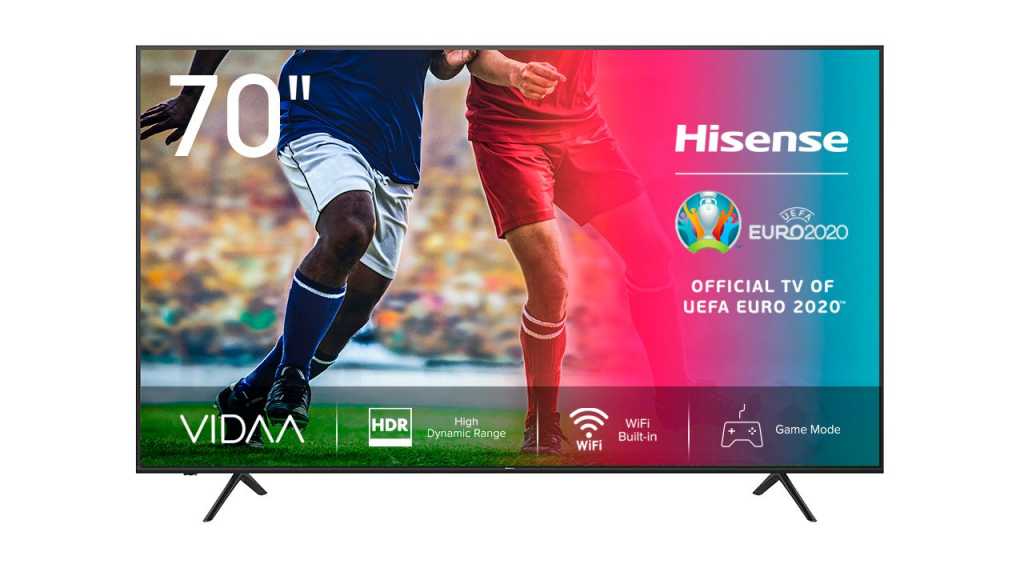 70"
Hisense
UEFA
EURO2020
OFFICIAL TV OF
UEFA EURO 2020™
VIDAA
HDR
High
Dynamic Range
WiFi
WiFi
Built-in
Game Mode